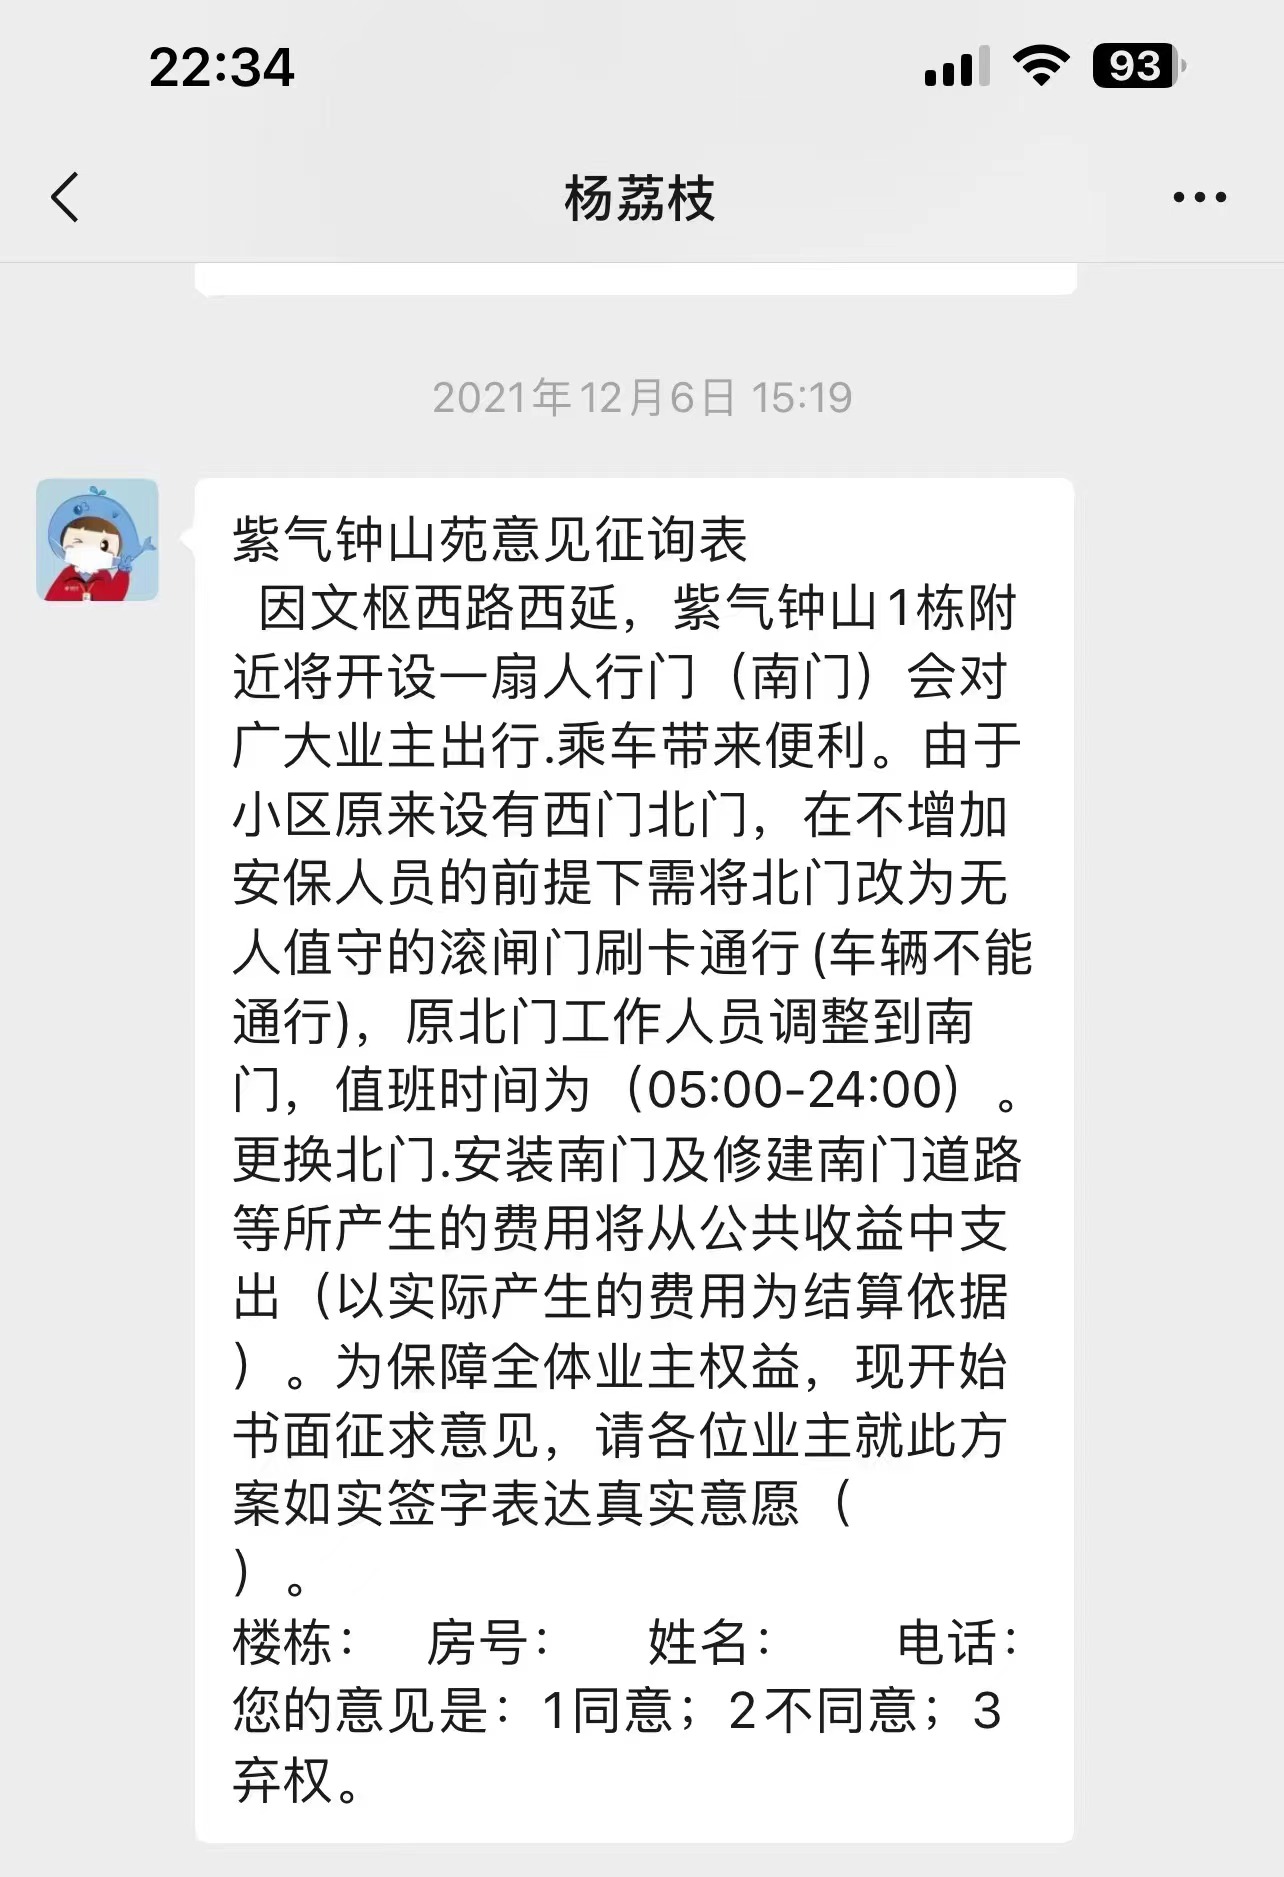 22:34
93
杨荔枝
2021年12月6日 15:19
紫气钟山苑意见征询表
因文枢西路西延，紫气钟山1栋附
近将开设一扇人行门（南门）会对
广大业主出行.乘车带来便利。由于
小区原来设有西门北门，在不增加
安保人员的前提下需将北门改为无
人值守的滚闸门刷卡通行(车辆不能
通行)，原北门工作人员调整到南
门，值班时间为（05:00-24:00）。
更换北门.安装南门及修建南门道路
等所产生的费用将从公共收益中支
出（以实际产生的费用为结算依据
）。为保障全体业主权益，现开始
书面征求意见，请各位业主就此方
案如实签字表达真实意愿（
）。
楼栋： 房号： 姓名： 电话：
您的意见是：1同意；2不同意；3
弃权。